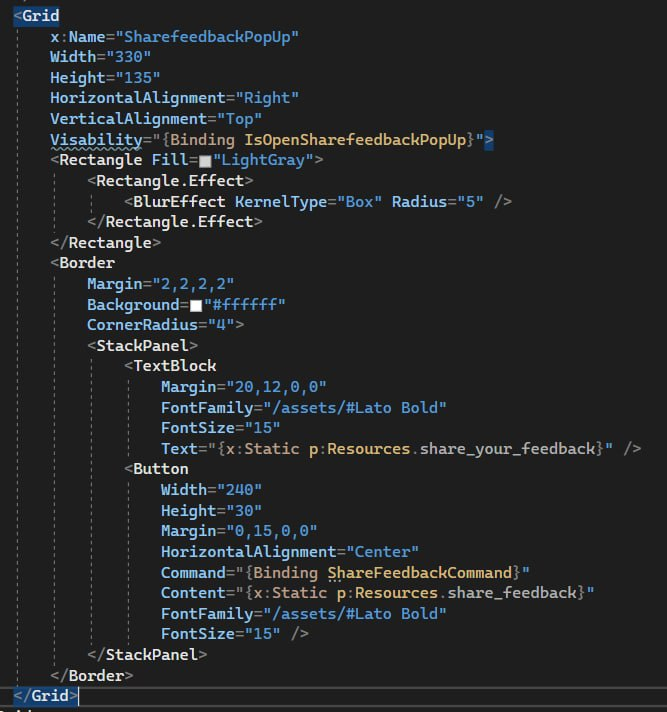 <Grid
x:Name="SharefeedbackPopUp"
Width="330"
Height="135"
HorizontalAlignment="Right"
VerticalAlignment="Top"
Visability="{Binding IsOpenSharefeedbackPopUp}">
<Rectangle Fill="LightGray">
<Rectangle.Effect>
<BlurEffect KernelType="Box" Radius="5" />
</Rectangle.Effect>
</Rectangle>
<Border
Margin="2,2,2,2"
Background="#ffffff"
CornerRadius="4">
<StackPanel>
<TextBlock
Margin="20,12,0,0"
FontFamily="/assets/#Lato Bold"
FontSize="15"
Text="{x:Static p:Resources.share_your_feedback}" />
<Button
Width="240"
Height="30"
Margin="0,15,0,0"
HorizontalAlignment="Center"
Command="{Binding ShareFeedbackCommand}"
Content="{x:Static p:Resources.share_feedback}"
FontFamily="/assets/#Lato Bold"
FontSize="15" />
</StackPanel>
</Border>
</Grid>